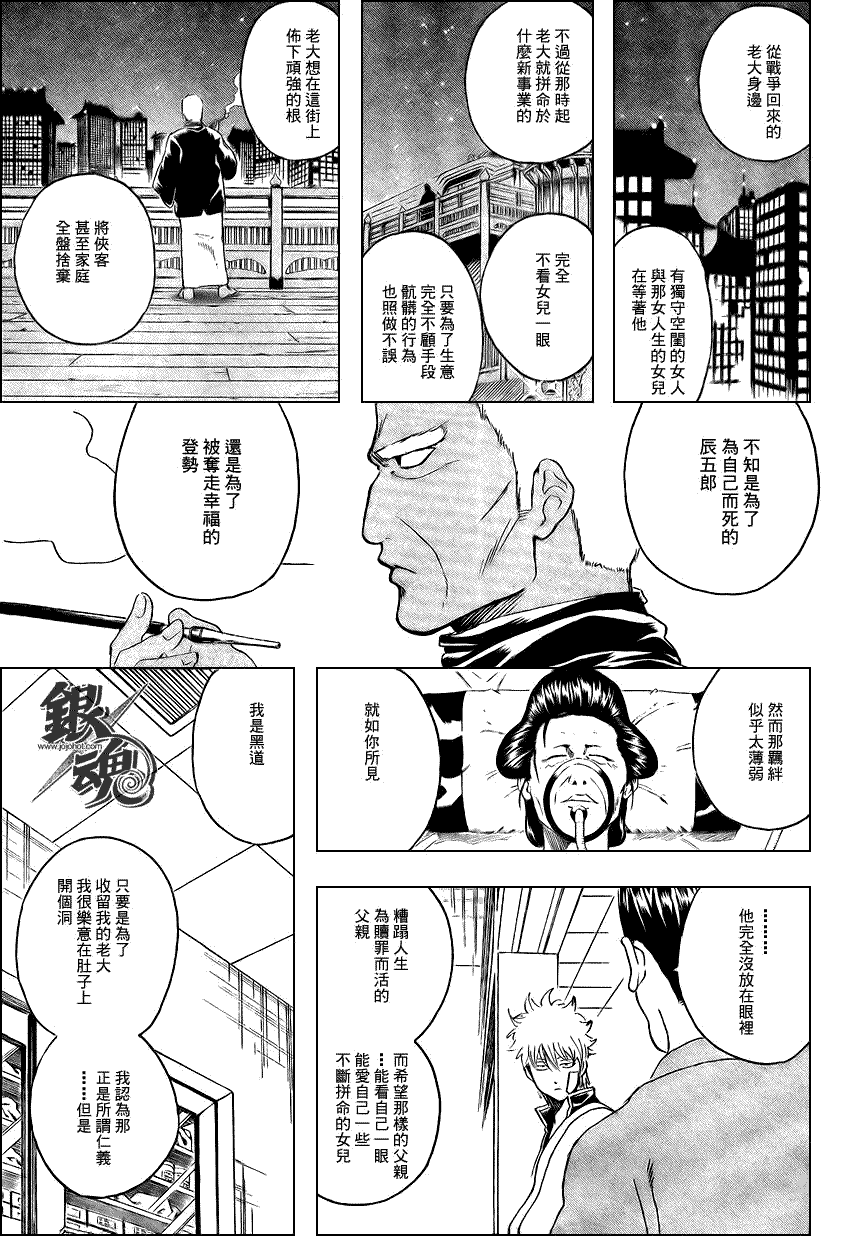 從戰爭回來的
老大身邊
有獨守空閨的女人
與那女人生的女兒
在等著他
不過從那時起
老大就拼命於
什麼新事業的
完全
不看女兒一眼
只要為了生意
完全不顧手段
骯髒的行為
也照做不誤
老大想在這街上
佈下頑強的根
將俠客
甚至家庭
全盤捨棄
不知是為了
為自己而死的
辰五郎
還是為了
被奪走幸福的
登勢
然而那羈絆
似乎太薄弱
就如你所見
………
他完全沒放在眼裡
糟蹋人生
為贖罪而活的
父親
而希望那樣的父親
…能看自己一眼
能愛自己一些
不斷拼命的女兒
銀魂
www.jojohot.com
我是黑道
只要是為了
收留我的老大
我很樂意在肚子上
開個洞
我認為那
正是所謂仁義
……但是